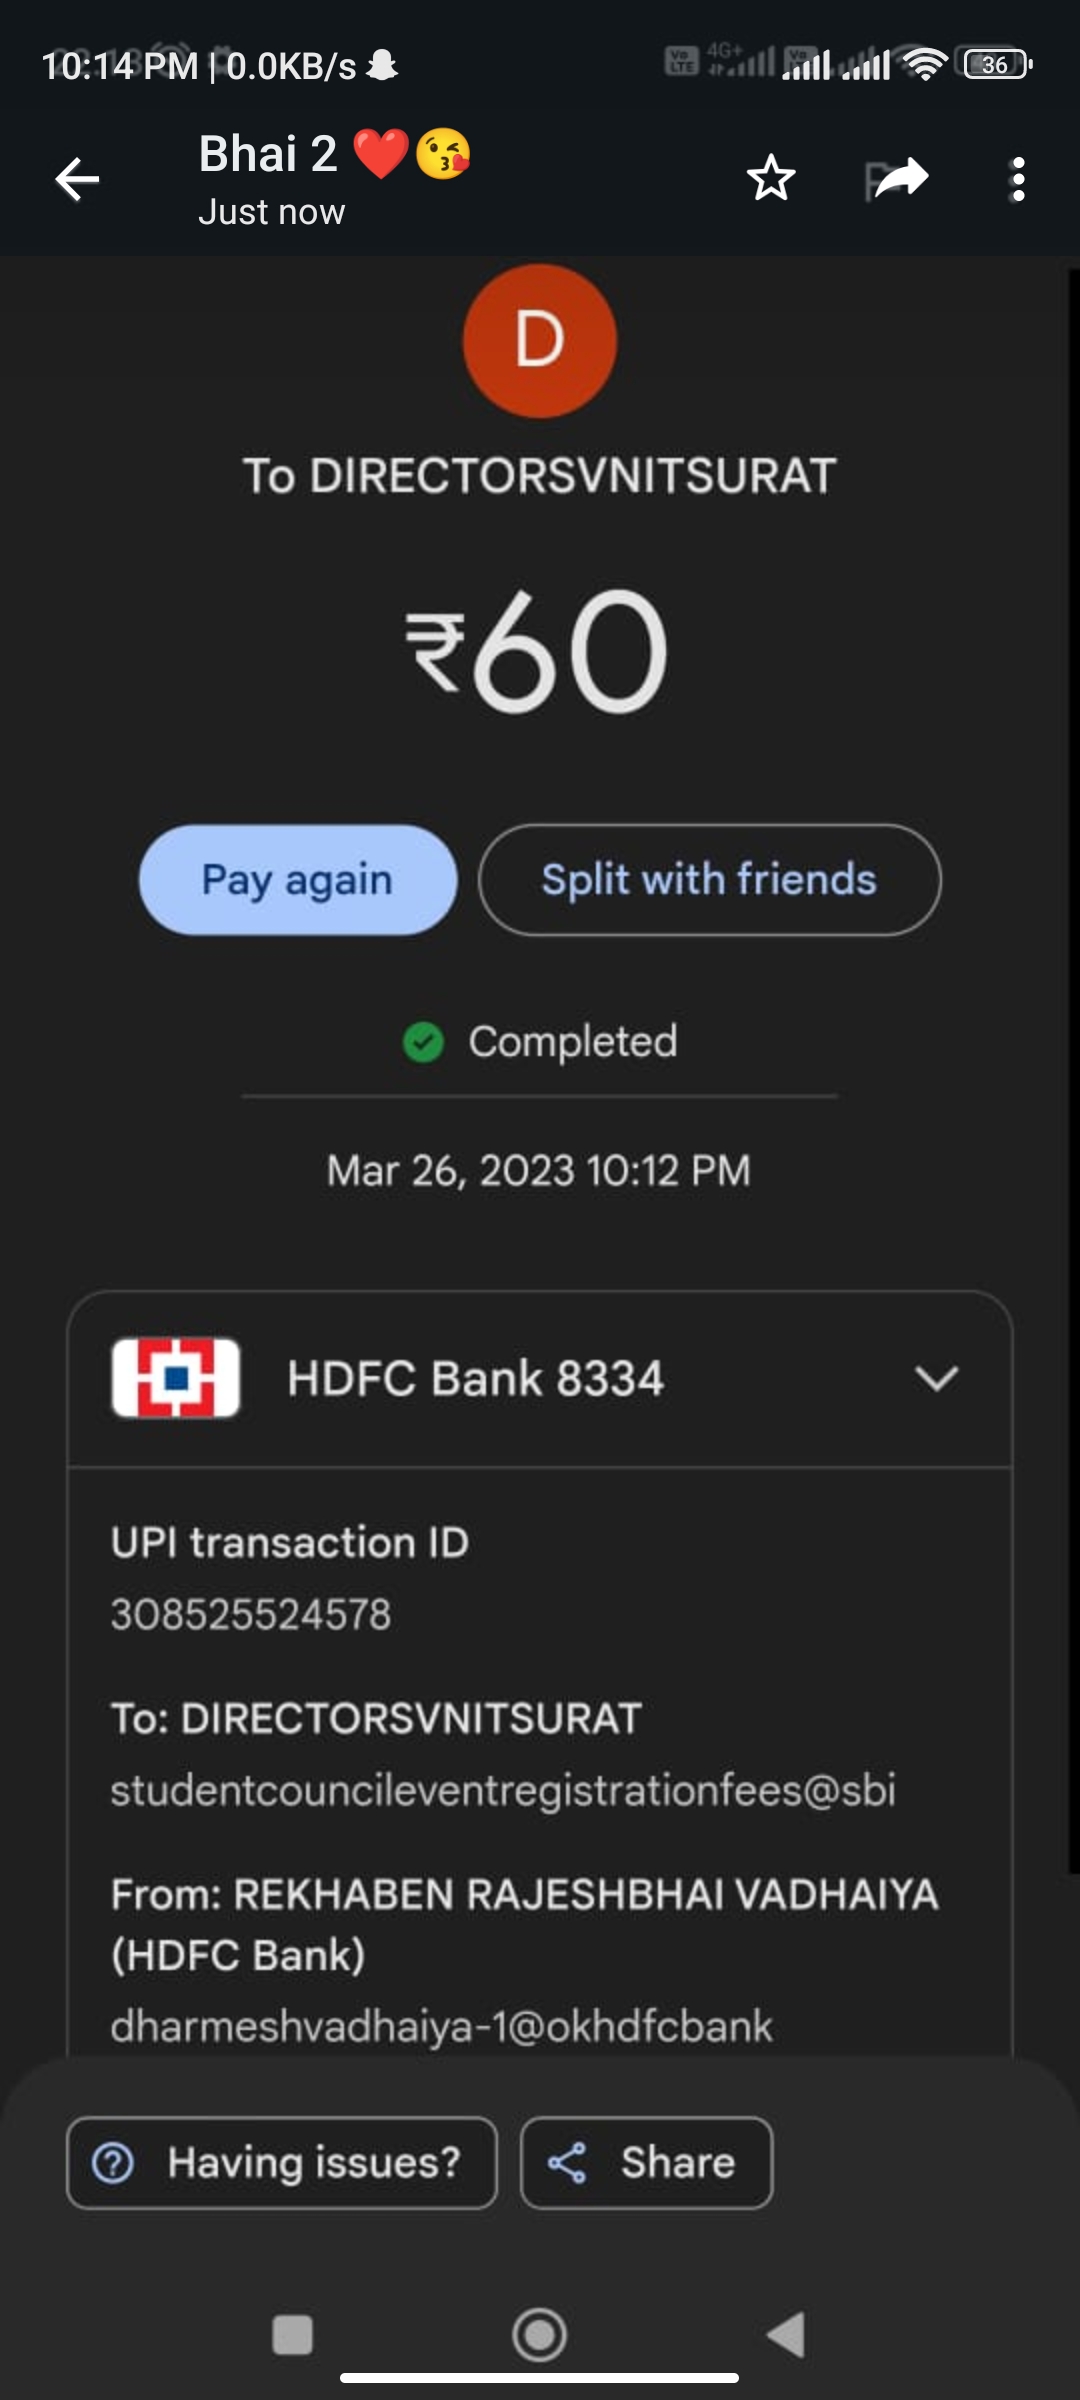 10:14 PM | 0.0KB/s
4G+
36
Bhai 2 ❤️😘
Just now
D
To DIRECTORSVNITSURAT
₹60
Pay again
Split with friends
Completed
Mar 26, 2023 10:12 PM
HDFC Bank 8334
UPI transaction ID
308525524578
To: DIRECTORSVNITSURAT
studentcouncileventregistrationfees@sbi
From: REKHABEN RAJESHBHAI VADHAIYA
(HDFC Bank)
dharmeshvadhaiya-1@okhdfcbank
Having issues?
Share